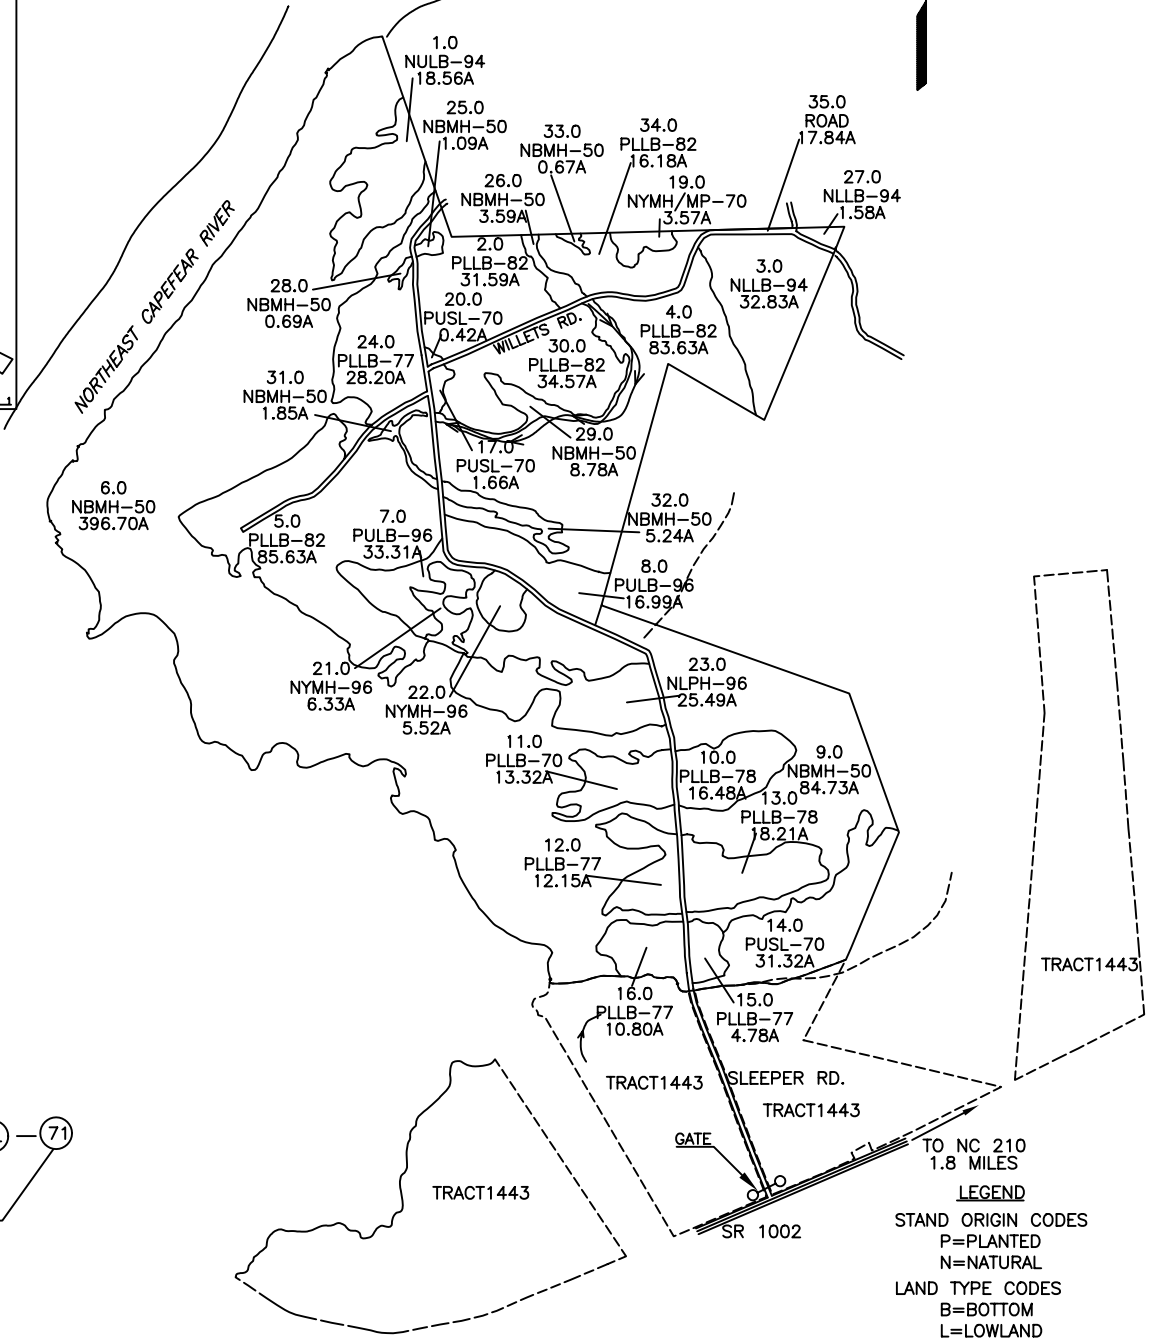 1.0
NULB-94
18.56A
25.0
NBMH-50
1.09A
33.0
NBMH-50
0.67A
34.0
PLLB-82
16.18A
35.0
ROAD
17.84A
26.0
NBMH-50
3.59A
19.0
NYMH/MP-70
3.57A
27.0
NLLB-94
1.58A
2.0
PLLB-82
31.59A
3.0
NLLB-94
32.83A
NORTHEAST CAPEFEAR RIVER
28.0
NBMH-50
0.69A
20.0
PUSL-70
0.42A
WILLETS RD.
4.0
PLLB-82
83.63A
24.0
PLLB-77
28.20A
30.0
PLLB-82
34.57A
31.0
NBMH-50
1.85A
29.0
NBMH-50
8.78A
17.0
PUSL-70
1.66A
6.0
NBMH-50
396.70A
5.0
PLLB-82
85.63A
7.0
PULB-96
33.31A
32.0
NBMH-50
5.24A
8.0
PULB-96
16.99A
21.0
NYMH-96
6.33A
22.0
NYMH-96
5.52A
23.0
NLPH-96
25.49A
11.0
PLLB-70
13.32A
10.0
PLLB-78
16.48A
9.0
NBMH-50
84.73A
13.0
PLLB-78
18.21A
12.0
PLLB-77
12.15A
14.0
PUSL-70
31.32A
16.0
PLLB-77
10.80A
15.0
PLLB-77
4.78A
TRACT1443
TRACT1443
SLEEPER RD.
TRACT1443
71
GATE
TRACT1443
TO NC 210
1.8 MILES
SR 1002
LEGEND
STAND ORIGIN CODES
P=PLANTED
N=NATURAL
LAND TYPE CODES
B=BOTTOM
L=LOWLAND